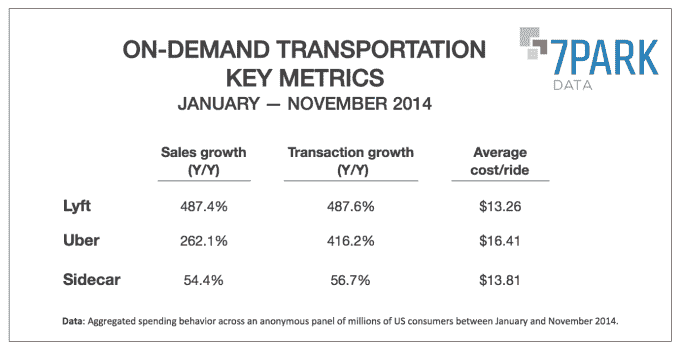 ON-DEMAND TRANSPORTATION
KEY METRICS
JANUARY — NOVEMBER 2014
7PARK
DATA
Sales growth (Y/Y) Transaction growth (Y/Y) Average cost/ride
Lyft 487.4% 487.6% $13.26
Uber 262.1% 416.2% $16.41
Sidecar 54.4% 56.7% $13.81
Data: Aggregated spending behavior across an anonymous panel of millions of US consumers between January and November 2014.